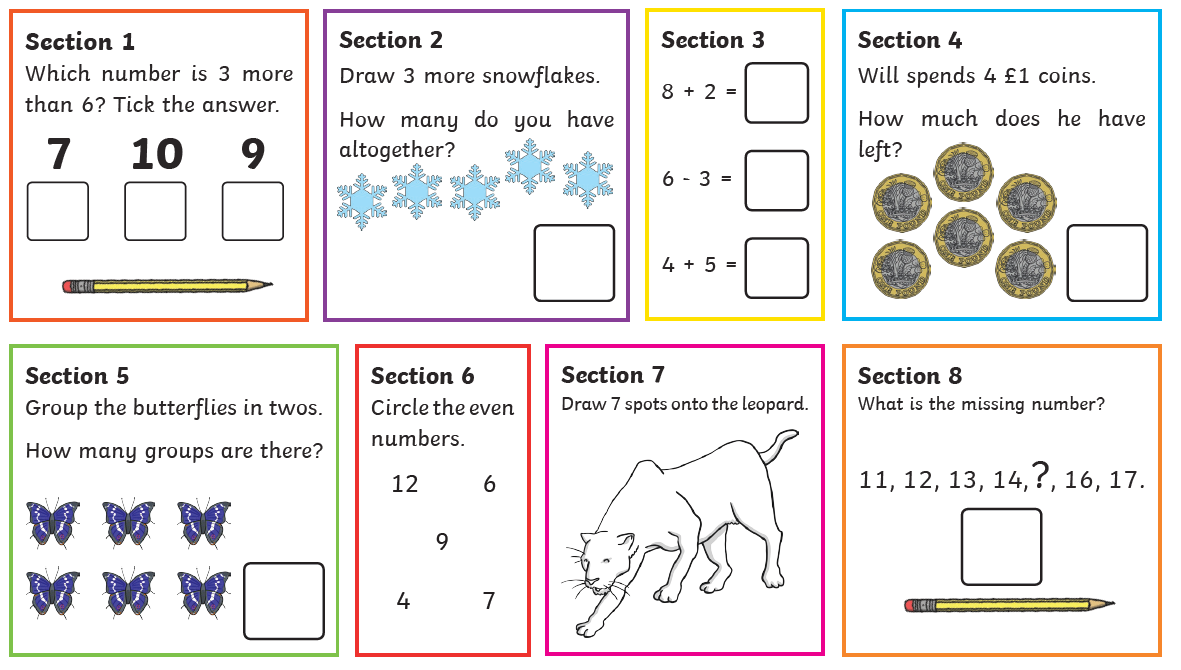 Section 1
Which number is 3 more
than 6? Tick the answer.
7 10 9
Section 2
Draw 3 more snowflakes.
How many do you have
altogether?
Section 3
8 + 2 =
6 - 3 =
4 + 5 =
Section 4
Will spends 4 £1 coins.
How much does he have
left?
Section 5
Group the butterflies in twos.
How many groups are there?
Section 6
Circle the even
numbers.
12 6
9
4 7
Section 7
Draw 7 spots onto the leopard.
Section 8
What is the missing number?
11, 12, 13, 14,?, 16, 17.